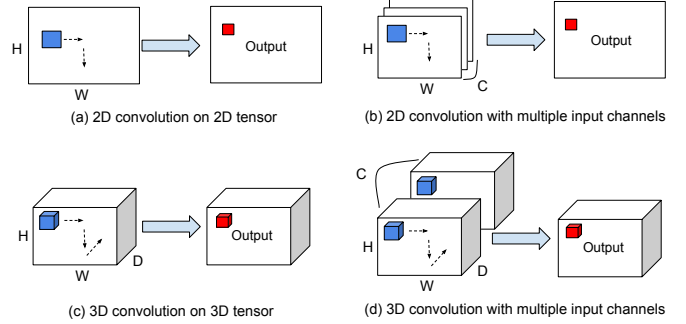 H
Output
W
(a) 2D convolution on 2D tensor
H
Output
W
C
(b) 2D convolution with multiple input channels
H
Output
D
W
(c) 3D convolution on 3D tensor
C
H
Output
D
W
(d) 3D convolution with multiple input channels